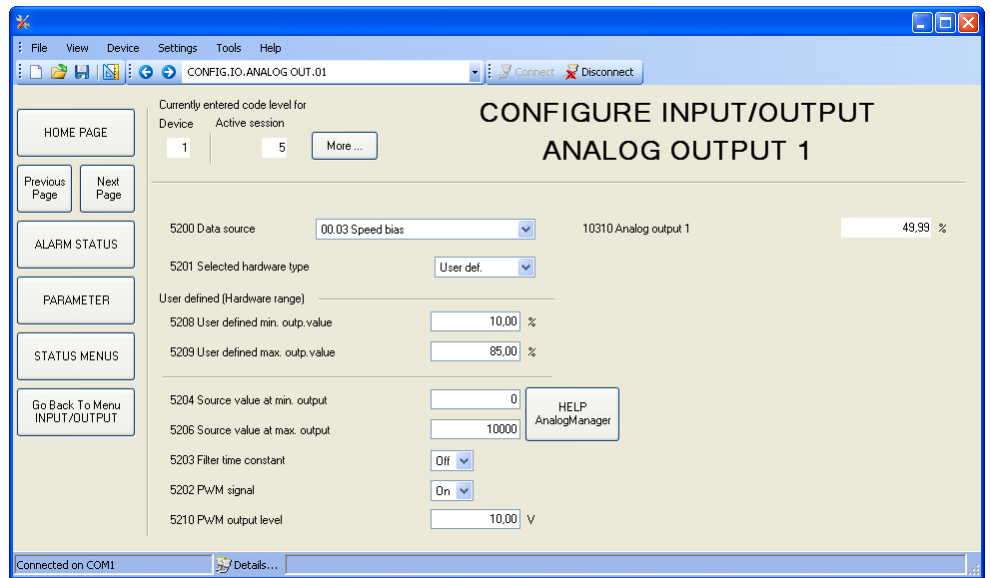 File View Device Settings Tools Help
CONFIG.IO.ANALOG OUT.01 Connect Disconnect
HOME PAGE
Previous Page
Next Page
ALARM STATUS
PARAMETER
STATUS MENUS
Go Back To Menu
INPUT/OUTPUT
Currently entered code level for
Device Active session
1 5 More ...
CONFIGURE INPUT/OUTPUT
ANALOG OUTPUT 1
5200 Data source 00.03 Speed bias
10310 Analog output 1 49,99 %
5201 Selected hardware type User def.
User defined (Hardware range)
5208 User defined min. outp.value 10,00 %
5209 User defined max. outp.value 85,00 %
5204 Source value at min. output 0
5206 Source value at max. output 10000
HELP
AnalogManager
5203 Filter time constant Off
5202 PWM signal On
5210 PWM output level 10,00 V
Connected on COM1 Details...